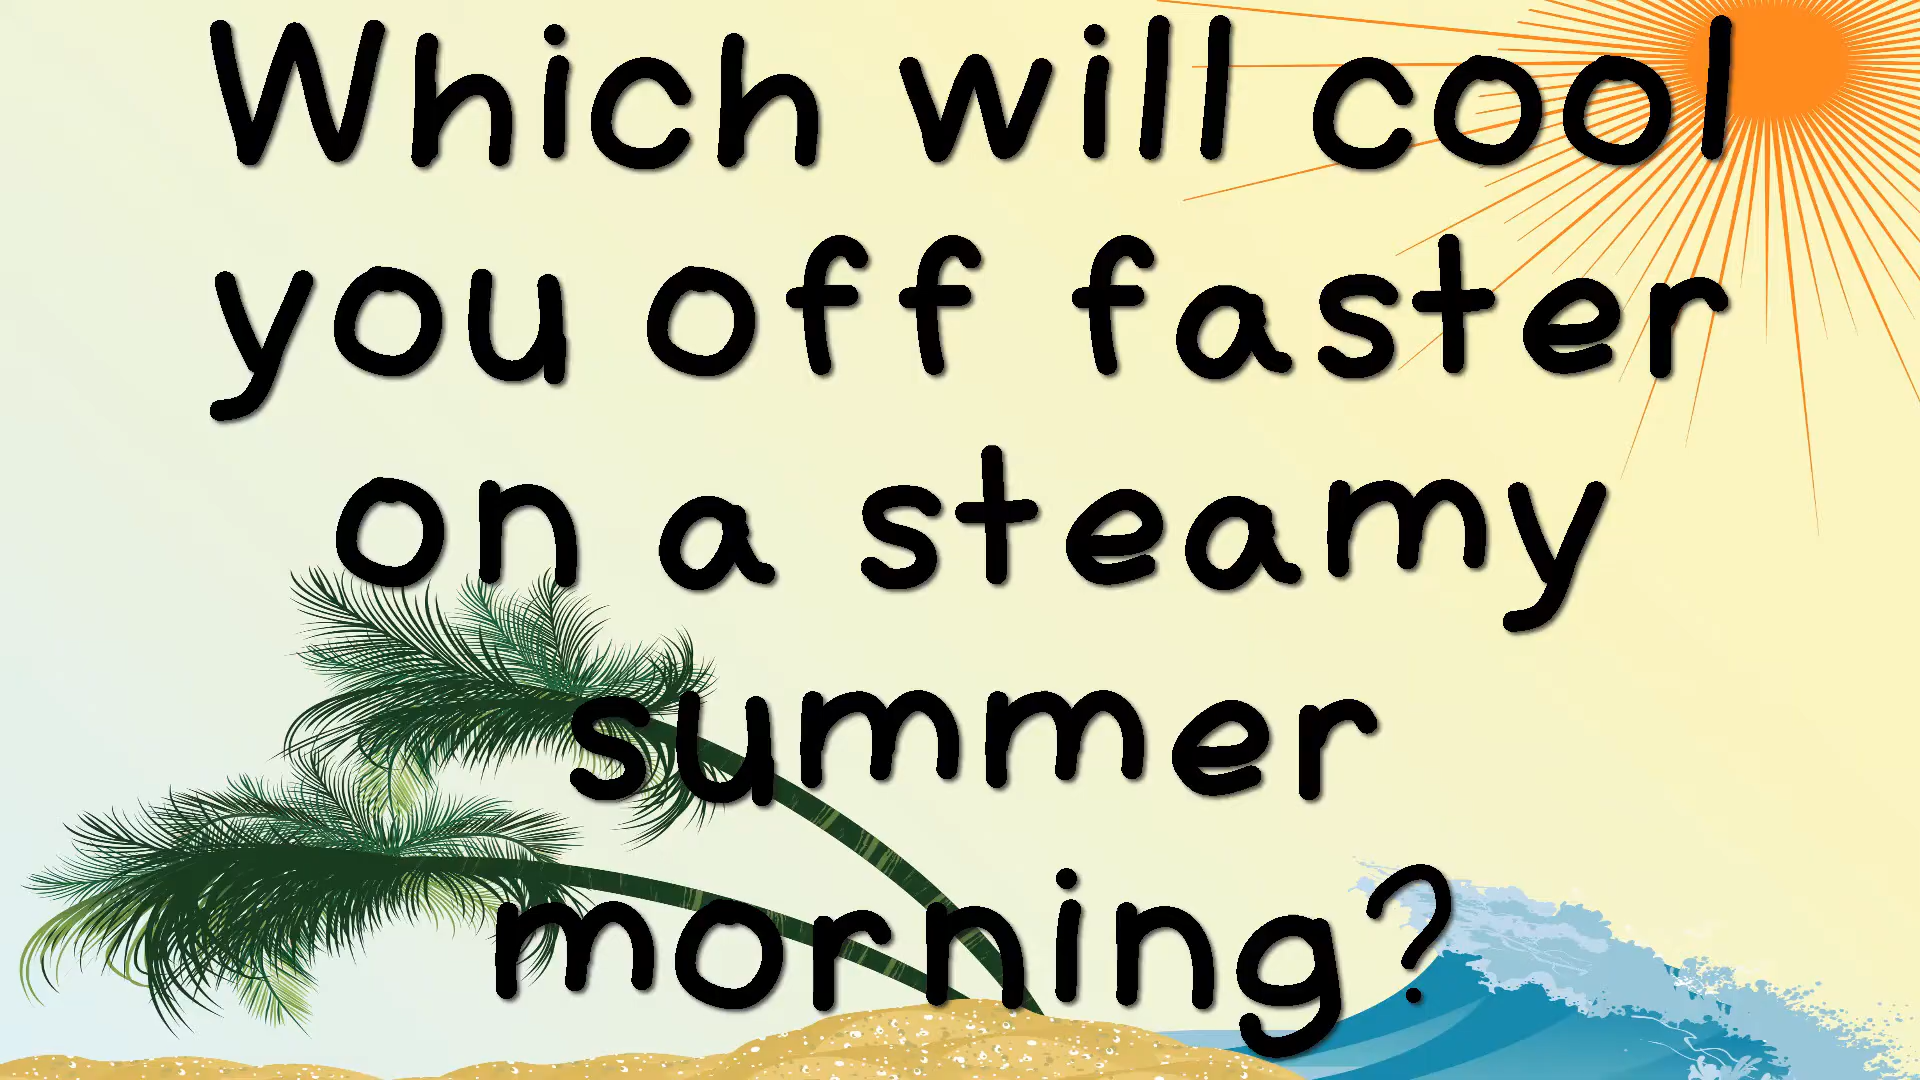 Which will cool
you off faster
on a steamy
summer
morning?